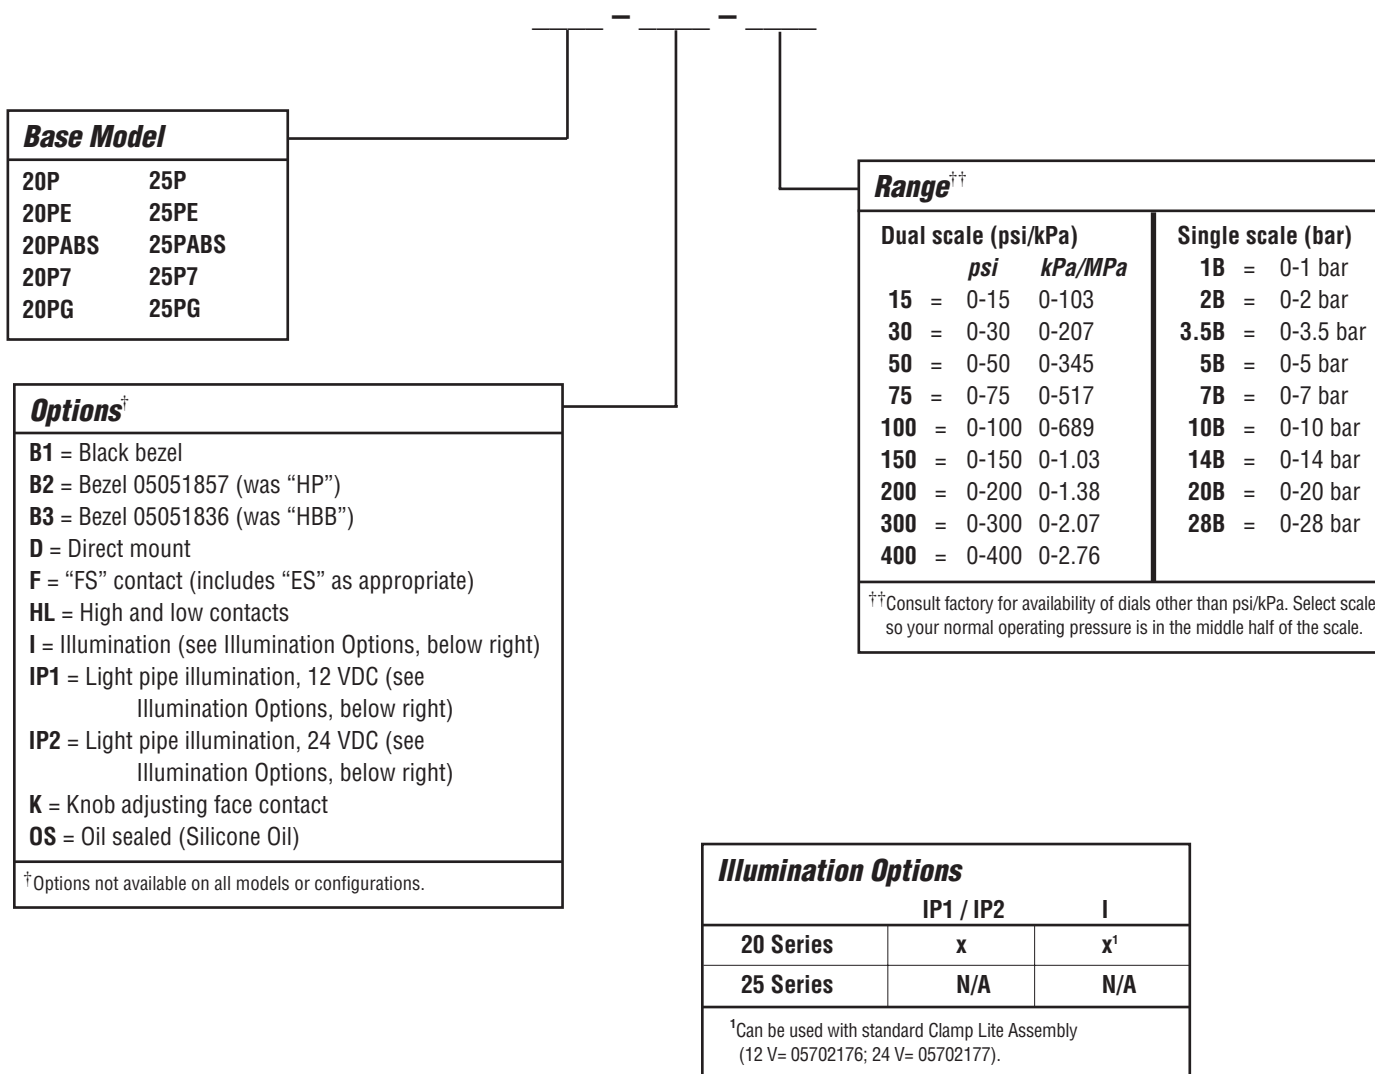 ____ – ____ – ____
Base Model
20P 25P
20PE 25PE
20PABS 25PABS
20P7 25P7
20PG 25PG
Options†
B1 = Black bezel
B2 = Bezel 05051857 (was “HP”)
B3 = Bezel 05051836 (was “HBB”)
D = Direct mount
F = “FS” contact (includes “ES” as appropriate)
HL = High and low contacts
I = Illumination (see Illumination Options, below right)
IP1 = Light pipe illumination, 12 VDC (see
Illumination Options, below right)
IP2 = Light pipe illumination, 24 VDC (see
Illumination Options, below right)
K = Knob adjusting face contact
OS = Oil sealed (Silicone Oil)
†Options not available on all models or configurations.
Range††
Dual scale (psi/kPa)
psi kPa/MPa
15 = 0-15 0-103
30 = 0-30 0-207
50 = 0-50 0-345
75 = 0-75 0-517
100 = 0-100 0-689
150 = 0-150 0-1.03
200 = 0-200 0-1.38
300 = 0-300 0-2.07
400 = 0-400 0-2.76
Single scale (bar)
1B = 0-1 bar
2B = 0-2 bar
3.5B = 0-3.5 bar
5B = 0-5 bar
7B = 0-7 bar
10B = 0-10 bar
14B = 0-14 bar
20B = 0-20 bar
28B = 0-28 bar
††Consult factory for availability of dials other than psi/kPa. Select scale
so your normal operating pressure is in the middle half of the scale.
Illumination Options
IP1 / IP2 I
20 Series x x¹
25 Series N/A N/A
¹Can be used with standard Clamp Lite Assembly
(12 V= 05702176; 24 V= 05702177).